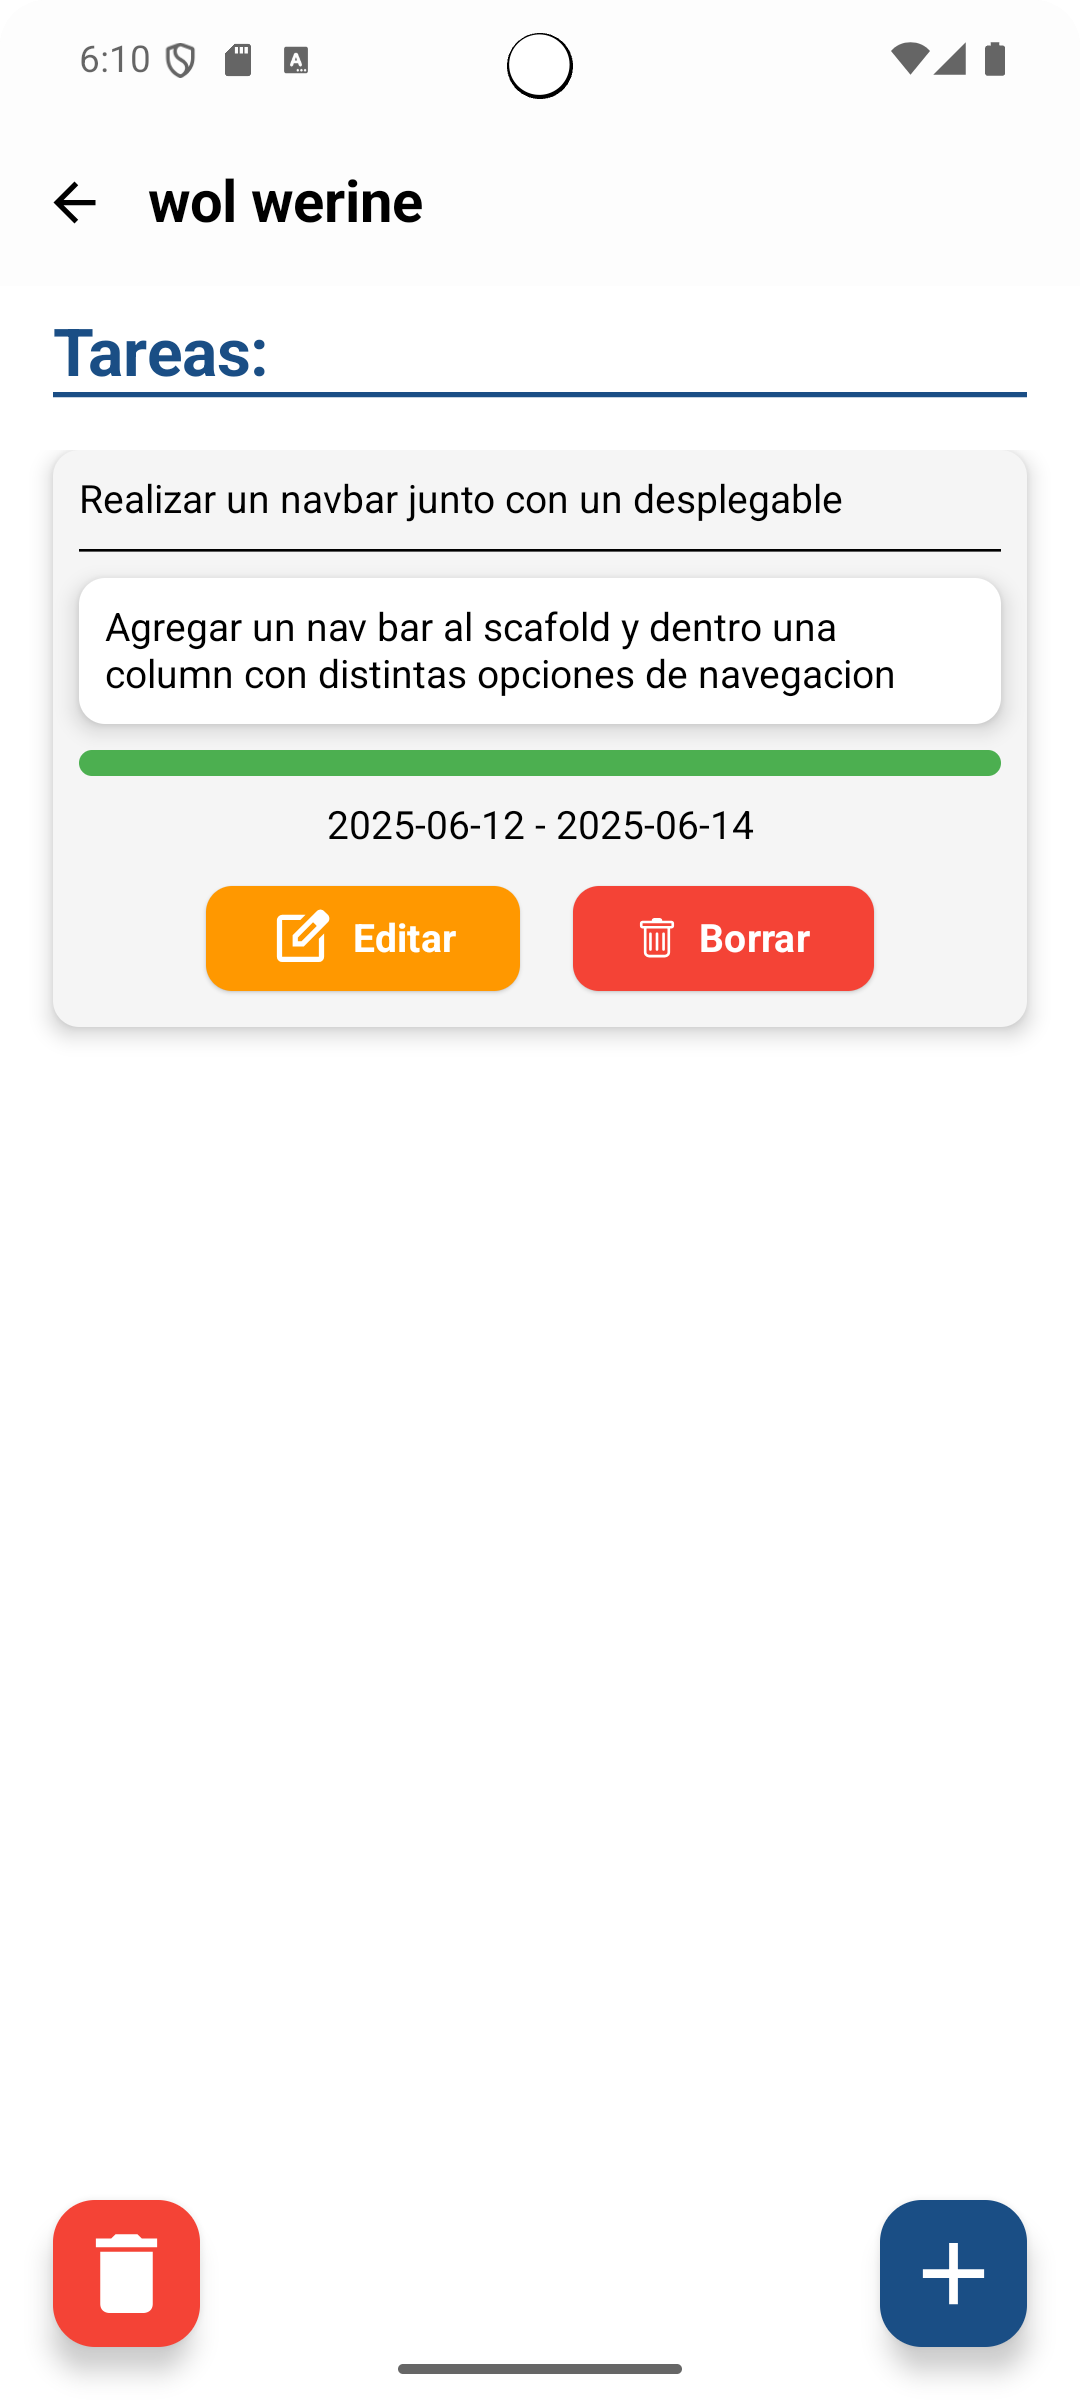 6:10
wol werine
Tareas:
Realizar un navbar junto con un desplegable
Agregar un nav bar al scafold y dentro una
column con distintas opciones de navegacion
2025-06-12 - 2025-06-14
Editar
Borrar